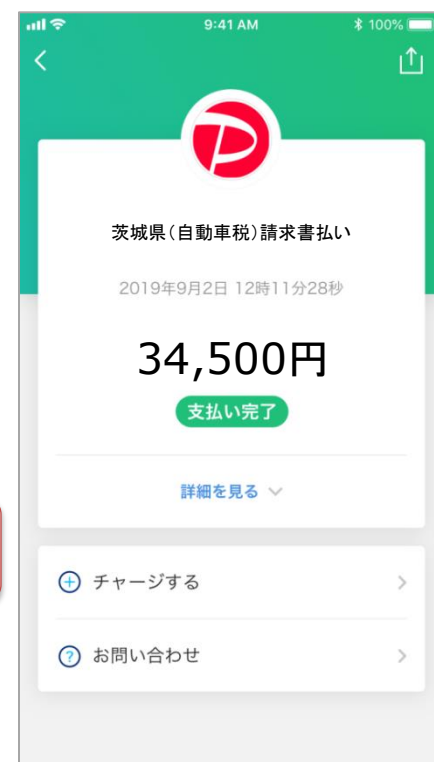 9:41 AM
100%
茨城県(自動車税)請求書払い
2019年9月2日 12時11分28秒
34,500円
支払い完了
詳細を見る
チャージする
お問い合わせ